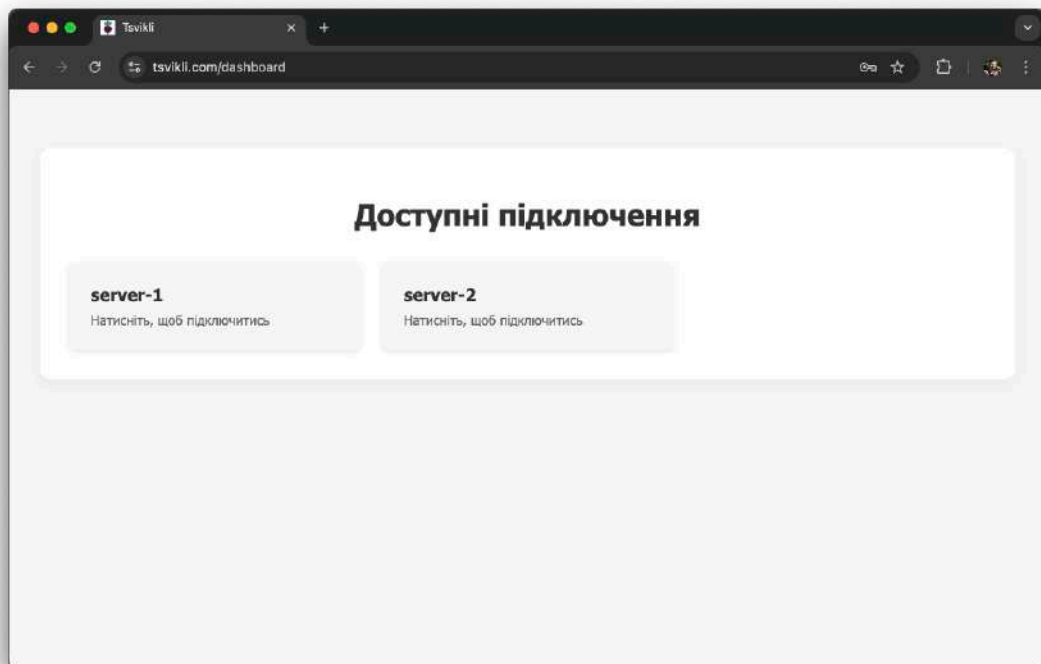 Tsvikli
tsvikli.com/dashboard
Доступні підключення
server-1
Натисніть, щоб підключитись
server-2
Натисніть, щоб підключитись